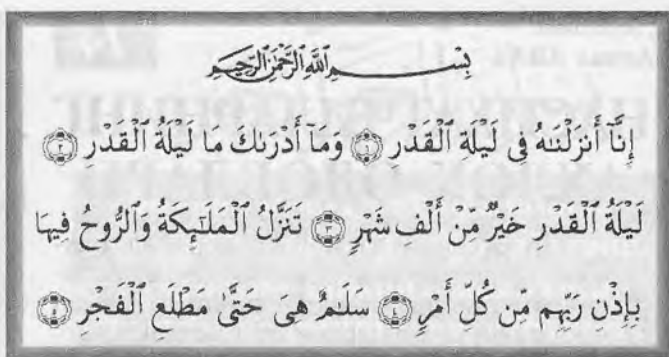 بِسْمِ ٱللَّهِ ٱلرَّحْمَٰنِ ٱلرَّحِيمِ
إِنَّآ أَنزَلْنَٰهُ فِى لَيْلَةِ ٱلْقَدْرِ ۝١ وَمَآ أَدْرَىٰكَ مَا لَيْلَةُ ٱلْقَدْرِ ۝٢
لَيْلَةُ ٱلْقَدْرِ خَيْرٌ مِّنْ أَلْفِ شَهْرٍ ۝٣ تَنَزَّلُ ٱلْمَلَٰٓئِكَةُ وَٱلرُّوحُ فِيهَا
بِإِذْنِ رَبِّهِم مِّن كُلِّ أَمْرٍ ۝٤ سَلَٰمٌ هِىَ حَتَّىٰ مَطْلَعِ ٱلْفَجْرِ ۝٥